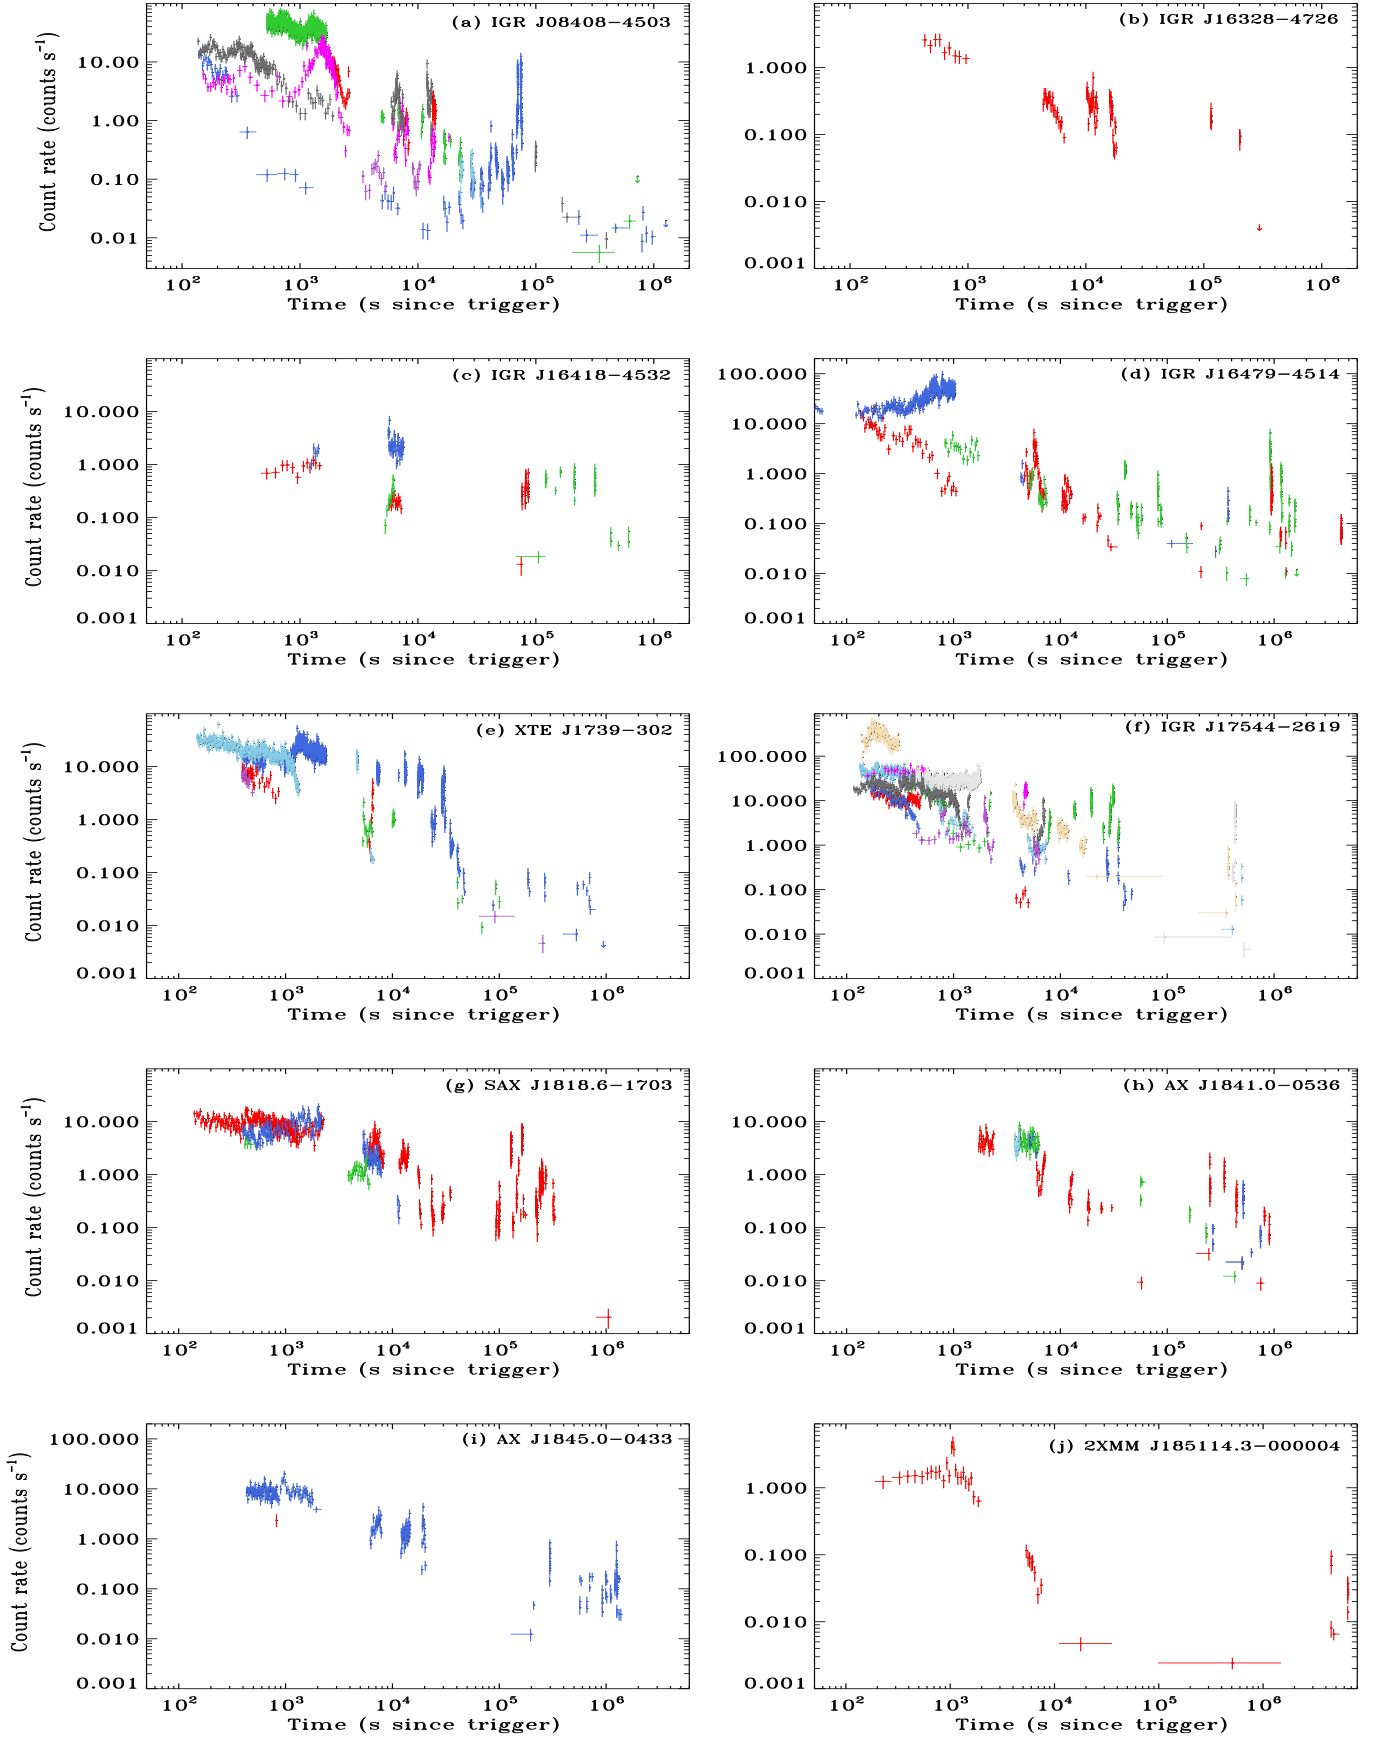 (a) IGR J08408−4503
10.00
1.00
0.10
0.01
Count rate (counts s⁻¹)
10² 10³ 10⁴ 10⁵ 10⁶
Time (s since trigger)
(b) IGR J16328−4726
1.000
0.100
0.010
0.001
10² 10³ 10⁴ 10⁵ 10⁶
Time (s since trigger)
(c) IGR J16418−4532
10.000
1.000
0.100
0.010
0.001
Count rate (counts s⁻¹)
10² 10³ 10⁴ 10⁵ 10⁶
Time (s since trigger)
(d) IGR J16479−4514
100.000
10.000
1.000
0.100
0.010
0.001
10² 10³ 10⁴ 10⁵ 10⁶
Time (s since trigger)
(e) XTE J1739−302
10.000
1.000
0.100
0.010
0.001
Count rate (counts s⁻¹)
10² 10³ 10⁴ 10⁵ 10⁶
Time (s since trigger)
(f) IGR J17544−2619
100.000
10.000
1.000
0.100
0.010
0.001
10² 10³ 10⁴ 10⁵ 10⁶
Time (s since trigger)
(g) SAX J1818.6−1703
10.000
1.000
0.100
0.010
0.001
Count rate (counts s⁻¹)
10² 10³ 10⁴ 10⁵ 10⁶
Time (s since trigger)
(h) AX J1841.0−0536
10.000
1.000
0.100
0.010
0.001
10² 10³ 10⁴ 10⁵ 10⁶
Time (s since trigger)
(i) AX J1845.0−0433
100.000
10.000
1.000
0.100
0.010
0.001
Count rate (counts s⁻¹)
10² 10³ 10⁴ 10⁵ 10⁶
Time (s since trigger)
(j) 2XMM J185114.3−000004
1.000
0.100
0.010
0.001
10² 10³ 10⁴ 10⁵ 10⁶
Time (s since trigger)